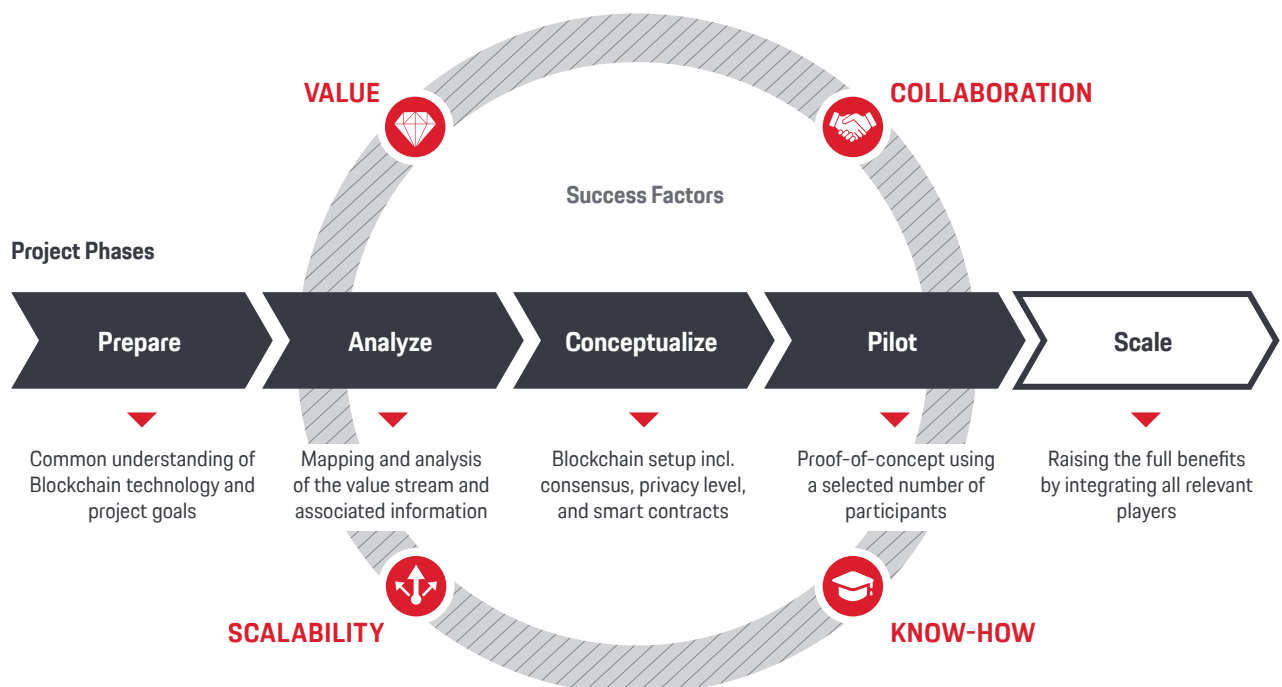 VALUE
COLLABORATION
Success Factors
Project Phases
Prepare
Analyze
Conceptualize
Pilot
Scale
Common understanding of
Blockchain technology and
project goals
Mapping and analysis
of the value stream and
associated information
Blockchain setup incl.
consensus, privacy level,
and smart contracts
Proof-of-concept using
a selected number of
participants
Raising the full benefits
by integrating all relevant
players
SCALABILITY
KNOW-HOW